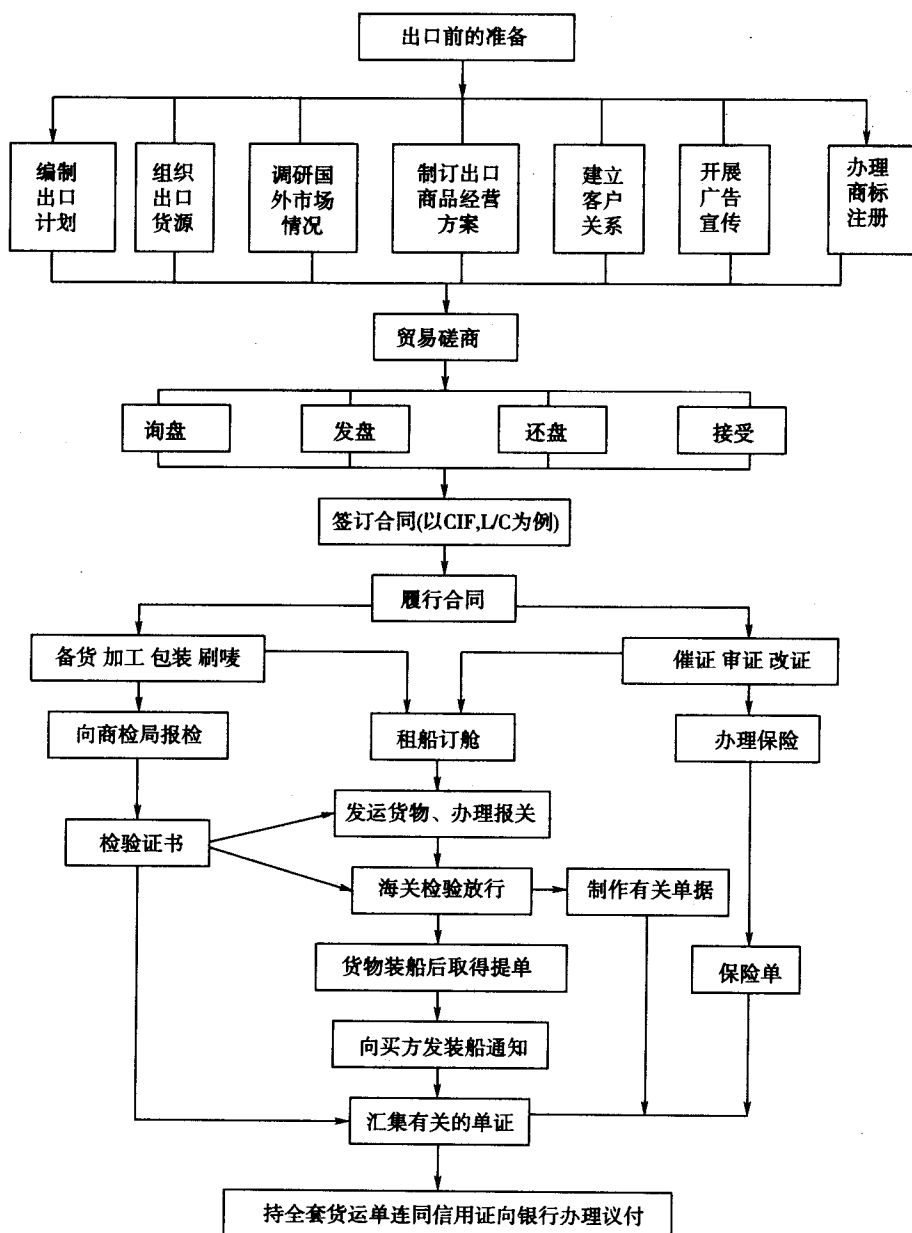 出口前的准备
编制
出口
计划
组织
出口
货源
调研国
外市场
情况
制订出口
商品经营
方案
建立
客户
关系
开展
广告
宣传
办理
商标
注册
贸易磋商
询盘
发盘
还盘
接受
签订合同(以CIF,L/C为例)
履行合同
备货 加工 包装 刷唛
催证 审证 改证
向商检局报检
租船订舱
办理保险
发运货物、办理报关
检验证书
海关检验放行
制作有关单据
货物装船后取得提单
保险单
向买方发装船通知
汇集有关的单证
持全套货运单连同信用证向银行办理议付